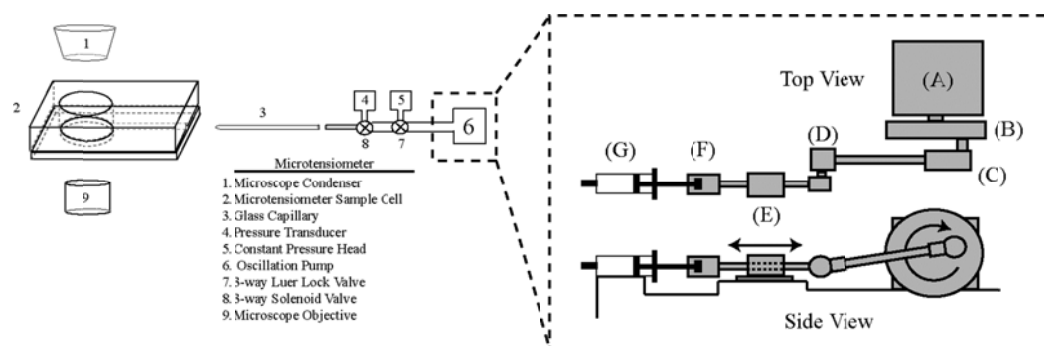 1
2
3
4
5
6
8
7
9
Microtensiometer
1. Microscope Condenser
2. Microtensiometer Sample Cell
3. Glass Capillary
4. Pressure Transducer
5. Constant Pressure Head
6. Oscillation Pump
7. 3-way Luer Lock Valve
8. 3-way Solenoid Valve
9. Microscope Objective
Top View
(A)
(B)
(C)
(D)
(E)
(F)
(G)
Side View